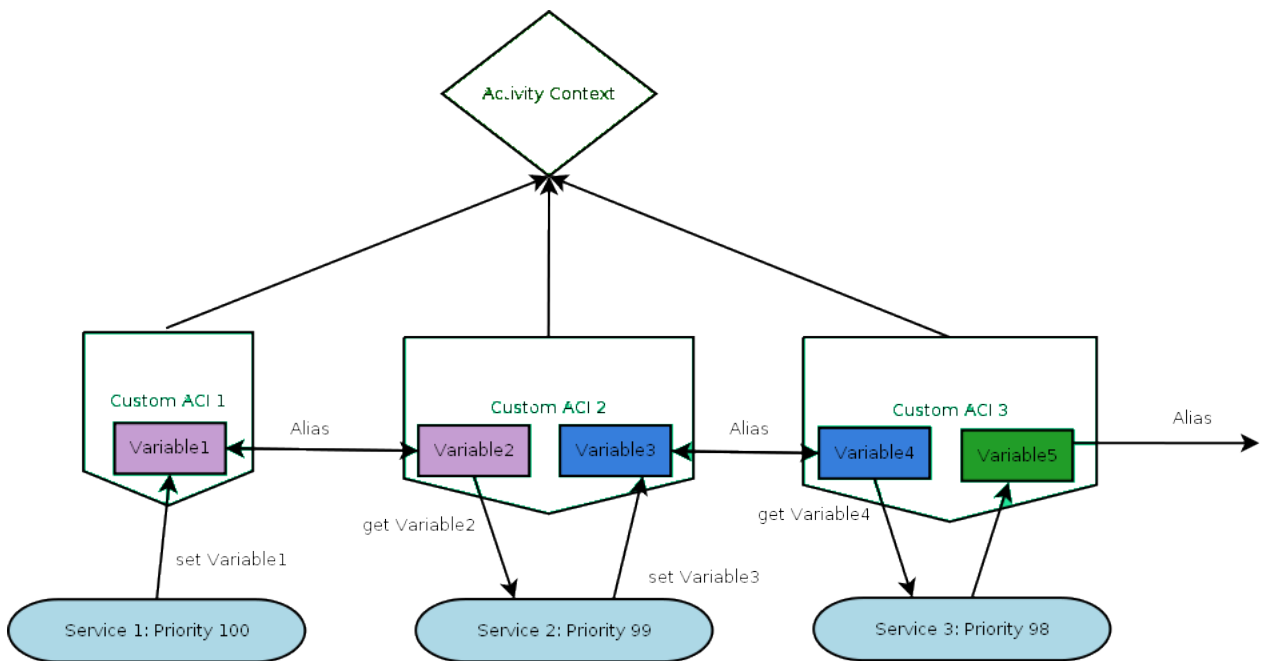 Activity Context
Custom ACI 1
Custom ACI 2
Custom ACI 3
Variable1
Alias
Variable2
Variable3
Alias
Variable4
Variable5
Alias
set Variable1
get Variable2
set Variable3
get Variable4
Service 1: Priority 100
Service 2: Priority 99
Service 3: Priority 98